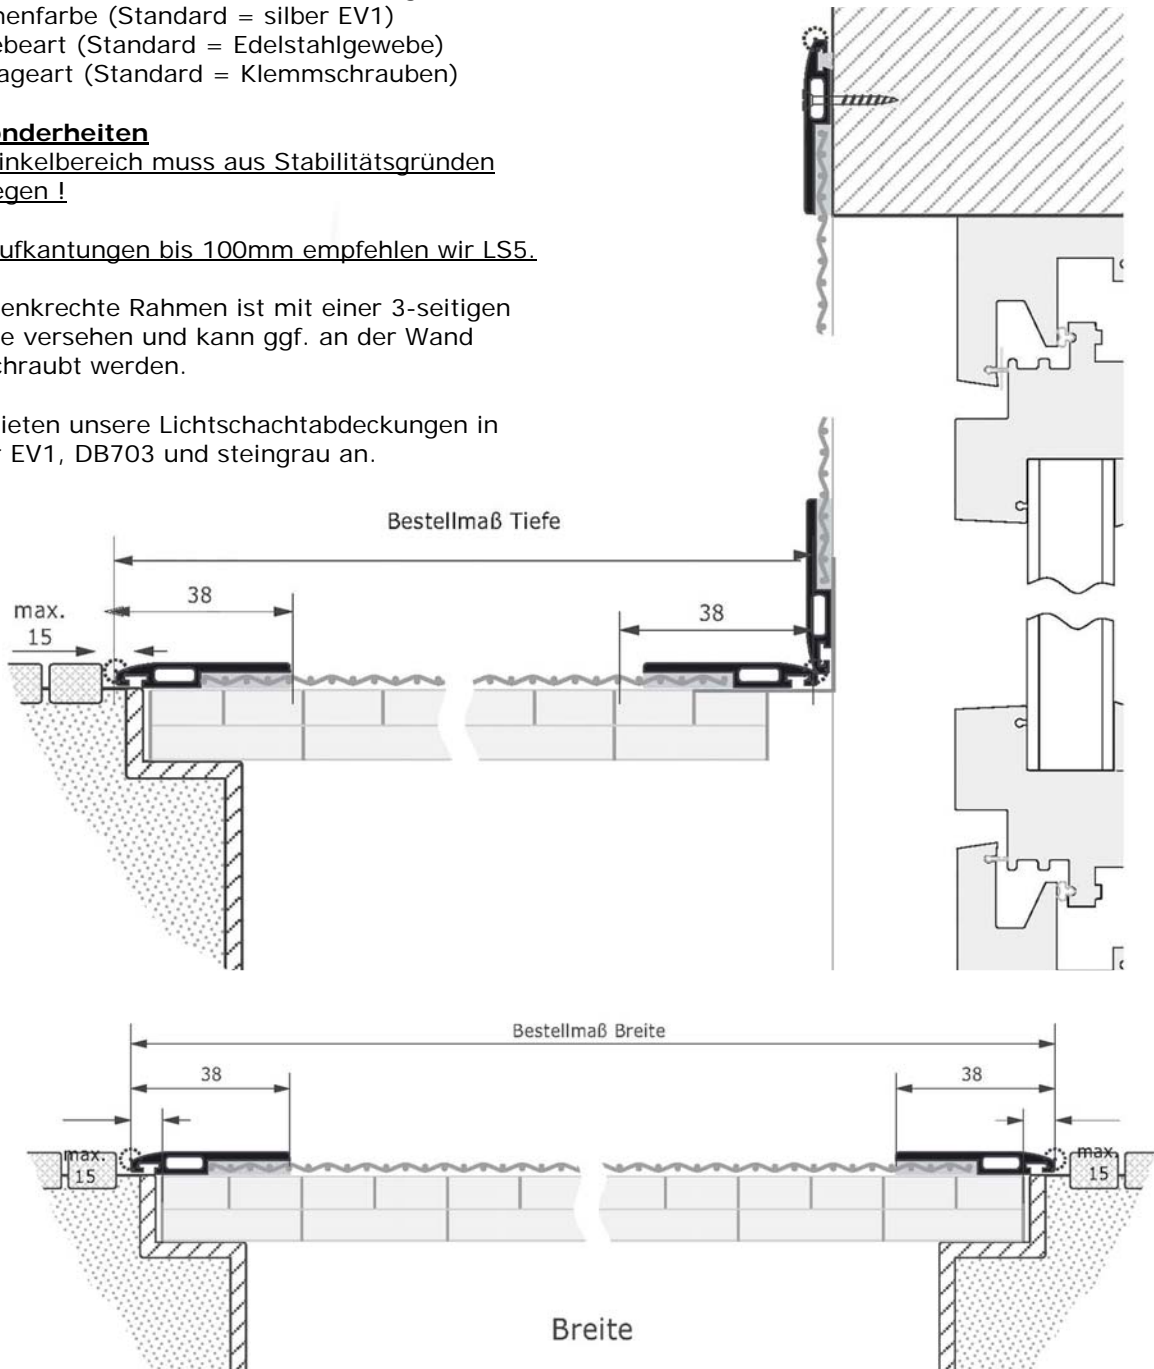 nenfarbe (Standard = silber EV1)
ebeart (Standard = Edelstahlgewebe)
ageart (Standard = Klemmschrauben)
onderheiten
inkelbereich muss aus Stabilitätsgründen
egen !
ufkantungen bis 100mm empfehlen wir LS5.
enkrechte Rahmen ist mit einer 3-seitigen
e versehen und kann ggf. an der Wand
chraubt werden.
ieten unsere Lichtschachtabdeckungen in
r EV1, DB703 und steingrau an.
Bestellmaß Tiefe
38
max.
15
38
Bestellmaß Breite
38
38
max.
15
max.
15
Breite